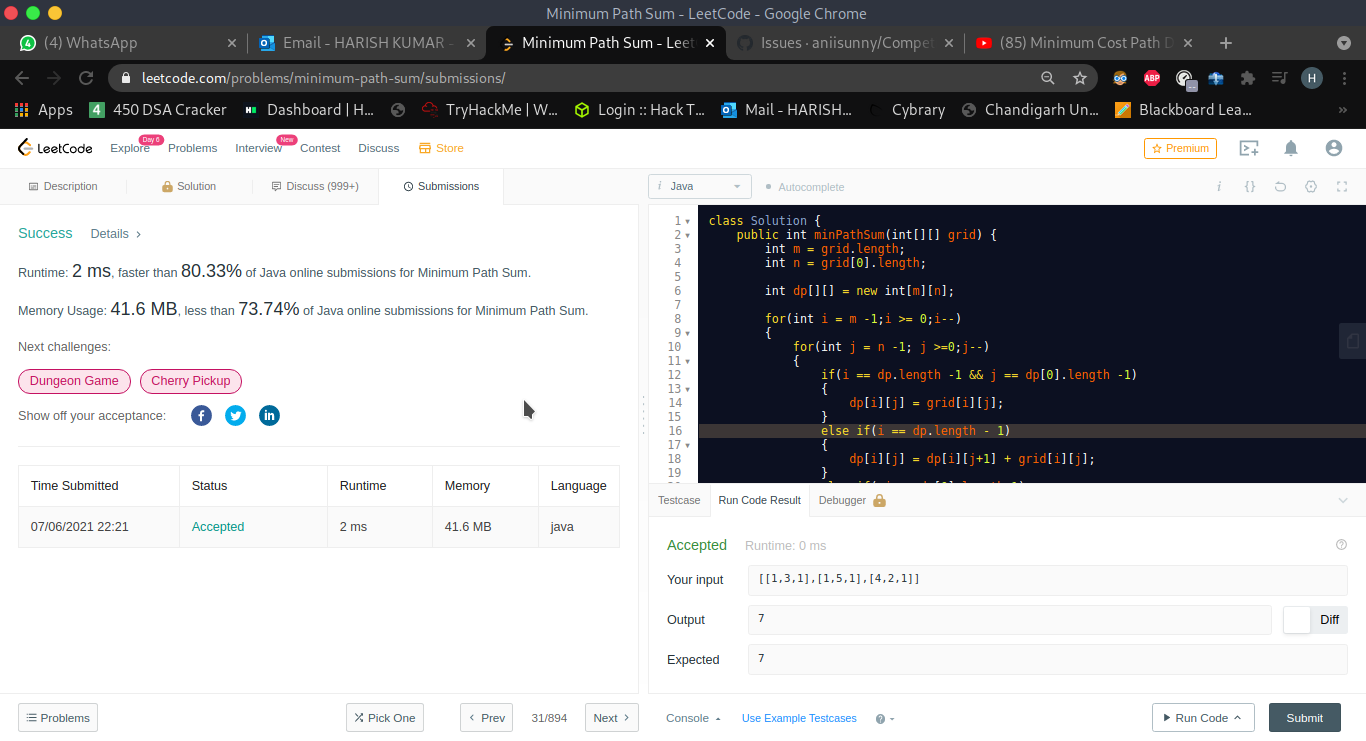 Minimum Path Sum - LeetCode - Google Chrome
(4) WhatsApp
Email - HARISH KUMAR -
Minimum Path Sum - Leet
Issues · aniisunny/Compet
(85) Minimum Cost Path D
leetcode.com/problems/minimum-path-sum/submissions/
ABP
H
Apps
450 DSA Cracker
Dashboard | H...
TryHackMe | W...
Login :: Hack T...
Mail - HARISH...
Cybrary
Chandigarh Un...
Blackboard Lea...
»
LeetCode
Explore
Day 6
Problems
Interview
New
Contest
Discuss
Store
Premium
Description
Solution
Discuss (999+)
Submissions
i Java
Autocomplete
Success
Details
Runtime: 2 ms, faster than 80.33% of Java online submissions for Minimum Path Sum.
Memory Usage: 41.6 MB, less than 73.74% of Java online submissions for Minimum Path Sum.
Next challenges:
Dungeon Game
Cherry Pickup
Show off your acceptance:
Time Submitted Status Runtime Memory Language
07/06/2021 22:21 Accepted 2 ms 41.6 MB java
1 class Solution {
2 public int minPathSum(int[][] grid) {
3 int m = grid.length;
4 int n = grid[0].length;
5
6 int dp[][] = new int[m][n];
7
8 for(int i = m -1;i >= 0;i--)
9 {
10 for(int j = n -1; j >=0;j--)
11 {
12 if(i == dp.length -1 && j == dp[0].length -1)
13 {
14 dp[i][j] = grid[i][j];
15 }
16 else if(i == dp.length - 1)
17 {
18 dp[i][j] = dp[i][j+1] + grid[i][j];
19 }
Testcase
Run Code Result
Debugger
Accepted
Runtime: 0 ms
Your input
[[1,3,1],[1,5,1],[4,2,1]]
Output
7
Diff
Expected
7
Problems
Pick One
Prev
31/894
Next
Console
Use Example Testcases
Run Code
Submit